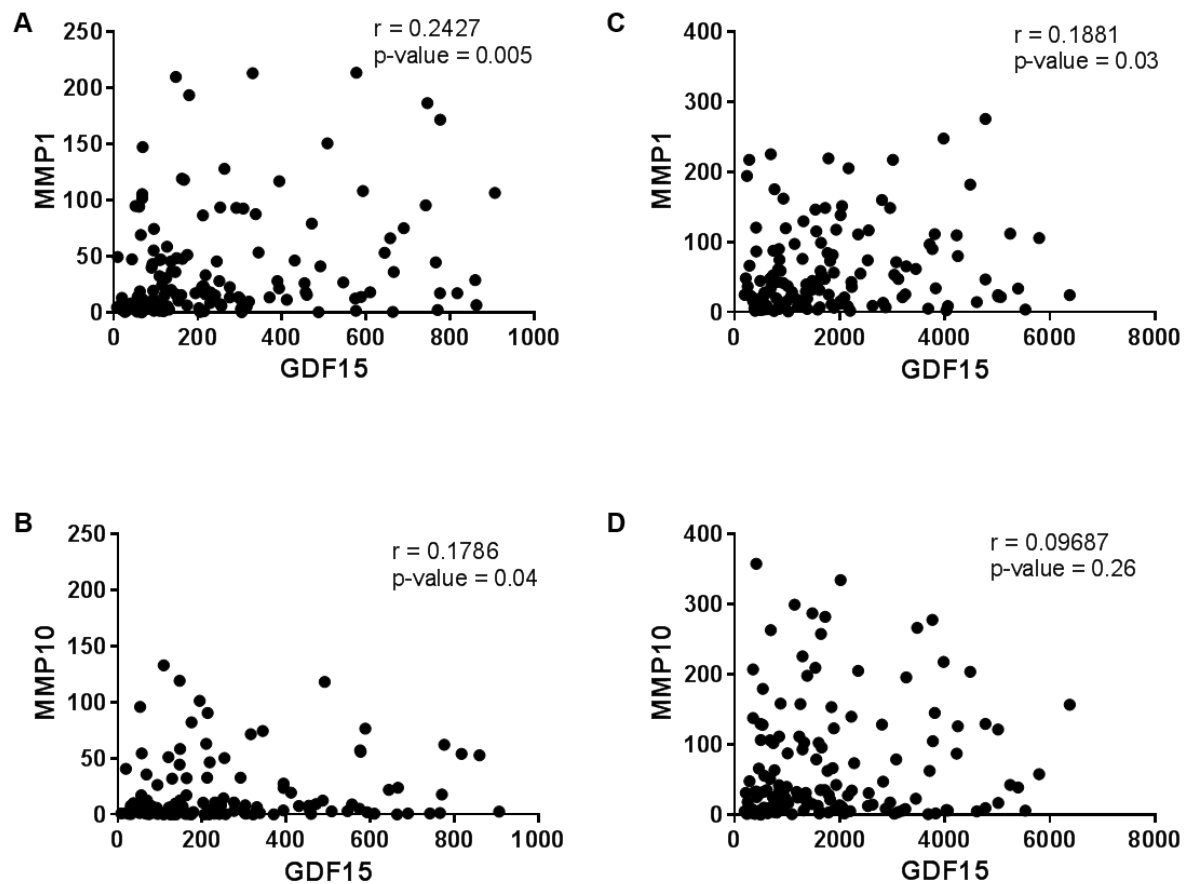 A
r = 0.2427
p-value = 0.005
MMP1
250
200
150
100
50
0
0 200 400 600 800 1000
GDF15
C
r = 0.1881
p-value = 0.03
MMP1
400
300
200
100
0
0 2000 4000 6000 8000
GDF15
B
r = 0.1786
p-value = 0.04
MMP10
250
200
150
100
50
0
0 200 400 600 800 1000
GDF15
D
r = 0.09687
p-value = 0.26
MMP10
400
300
200
100
0
0 2000 4000 6000 8000
GDF15